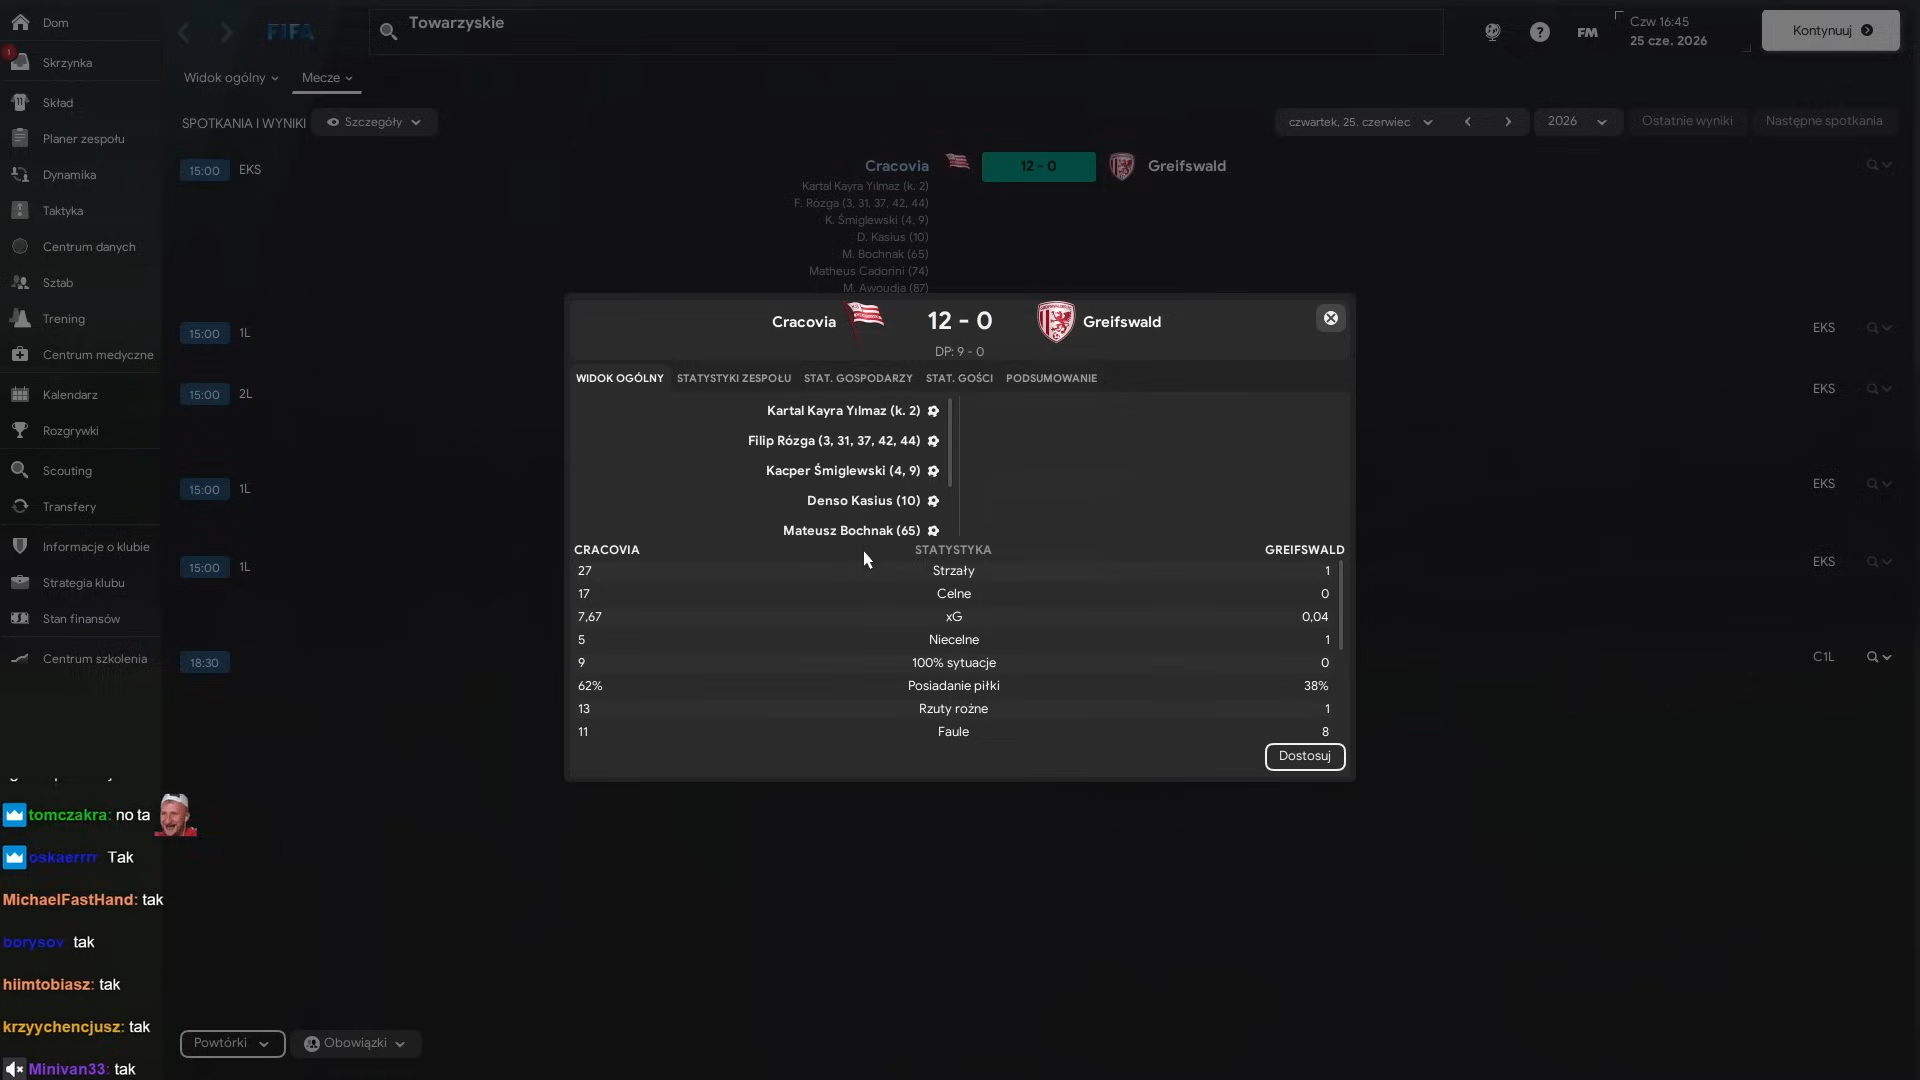 Dom
1
Skrzynka
Skład
Planer zespołu
Dynamika
Taktyka
Centrum danych
Sztab
Trening
Centrum medyczne
Kalendarz
Rozgrywki
Scouting
Transfery
Informacje o klubie
Strategia klubu
Stan finansów
Centrum szkolenia
FIFA
Towarzyskie
FM
Czw 16:45
25 cze. 2026
Kontynuuj
Widok ogólny
Mecze
SPOTKANIA I WYNIKI
Szczegóły
czwartek, 25. czerwiec
2026
Ostatnie wyniki
Następne spotkania
15:00 EKS
Cracovia 12 - 0 Greifswald
Kartal Kayra Yılmaz (k. 2)
F. Rózga (3, 31, 37, 42, 44)
K. Śmiglewski (4, 9)
D. Kasius (10)
M. Bochnak (65)
Matheus Cadorini (74)
M. Awoudja (87)
15:00 1L EKS
15:00 2L EKS
15:00 1L EKS
15:00 1L EKS
18:30 C1L
Cracovia 12 - 0 Greifswald
DP: 9 - 0
WIDOK OGÓLNY STATYSTYKI ZESPOŁU STAT. GOSPODARZY STAT. GOŚCI PODSUMOWANIE
Kartal Kayra Yılmaz (k. 2)
Filip Rózga (3, 31, 37, 42, 44)
Kacper Śmiglewski (4, 9)
Denso Kasius (10)
Mateusz Bochnak (65)
CRACOVIA STATYSTYKA GREIFSWALD
27 Strzały 1
17 Celne 0
7,67 xG 0,04
5 Niecelne 1
9 100% sytuacje 0
62% Posiadanie piłki 38%
13 Rzuty rożne 1
11 Faule 8
Dostosuj
tomczakra: no ta
oskaerrrr Tak
MichaelFastHand: tak
borysov tak
hiimtobiasz: tak
krzyychencjusz: tak
Minivan33: tak
Powtórki
Obowiązki